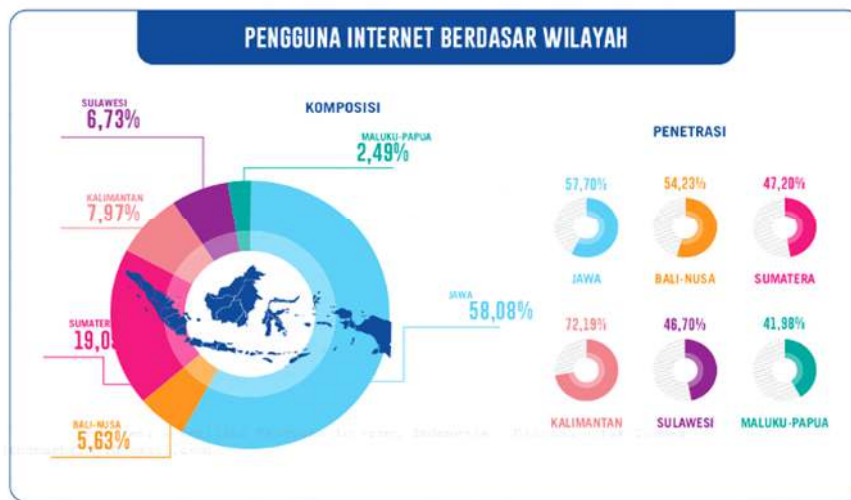 PENGGUNA INTERNET BERDASAR WILAYAH
KOMPOSISI
SULAWESI
6,73%
MALUKU-PAPUA
2,49%
KALIMANTAN
7,97%
JAWA
58,08%
SUMATERA
BALI-NUSA
5,63%
PENETRASI
57,70%
54,23%
47,20%
JAWA
BALI-NUSA
SUMATERA
72,19%
46,70%
41,98%
KALIMANTAN
SULAWESI
MALUKU-PAPUA